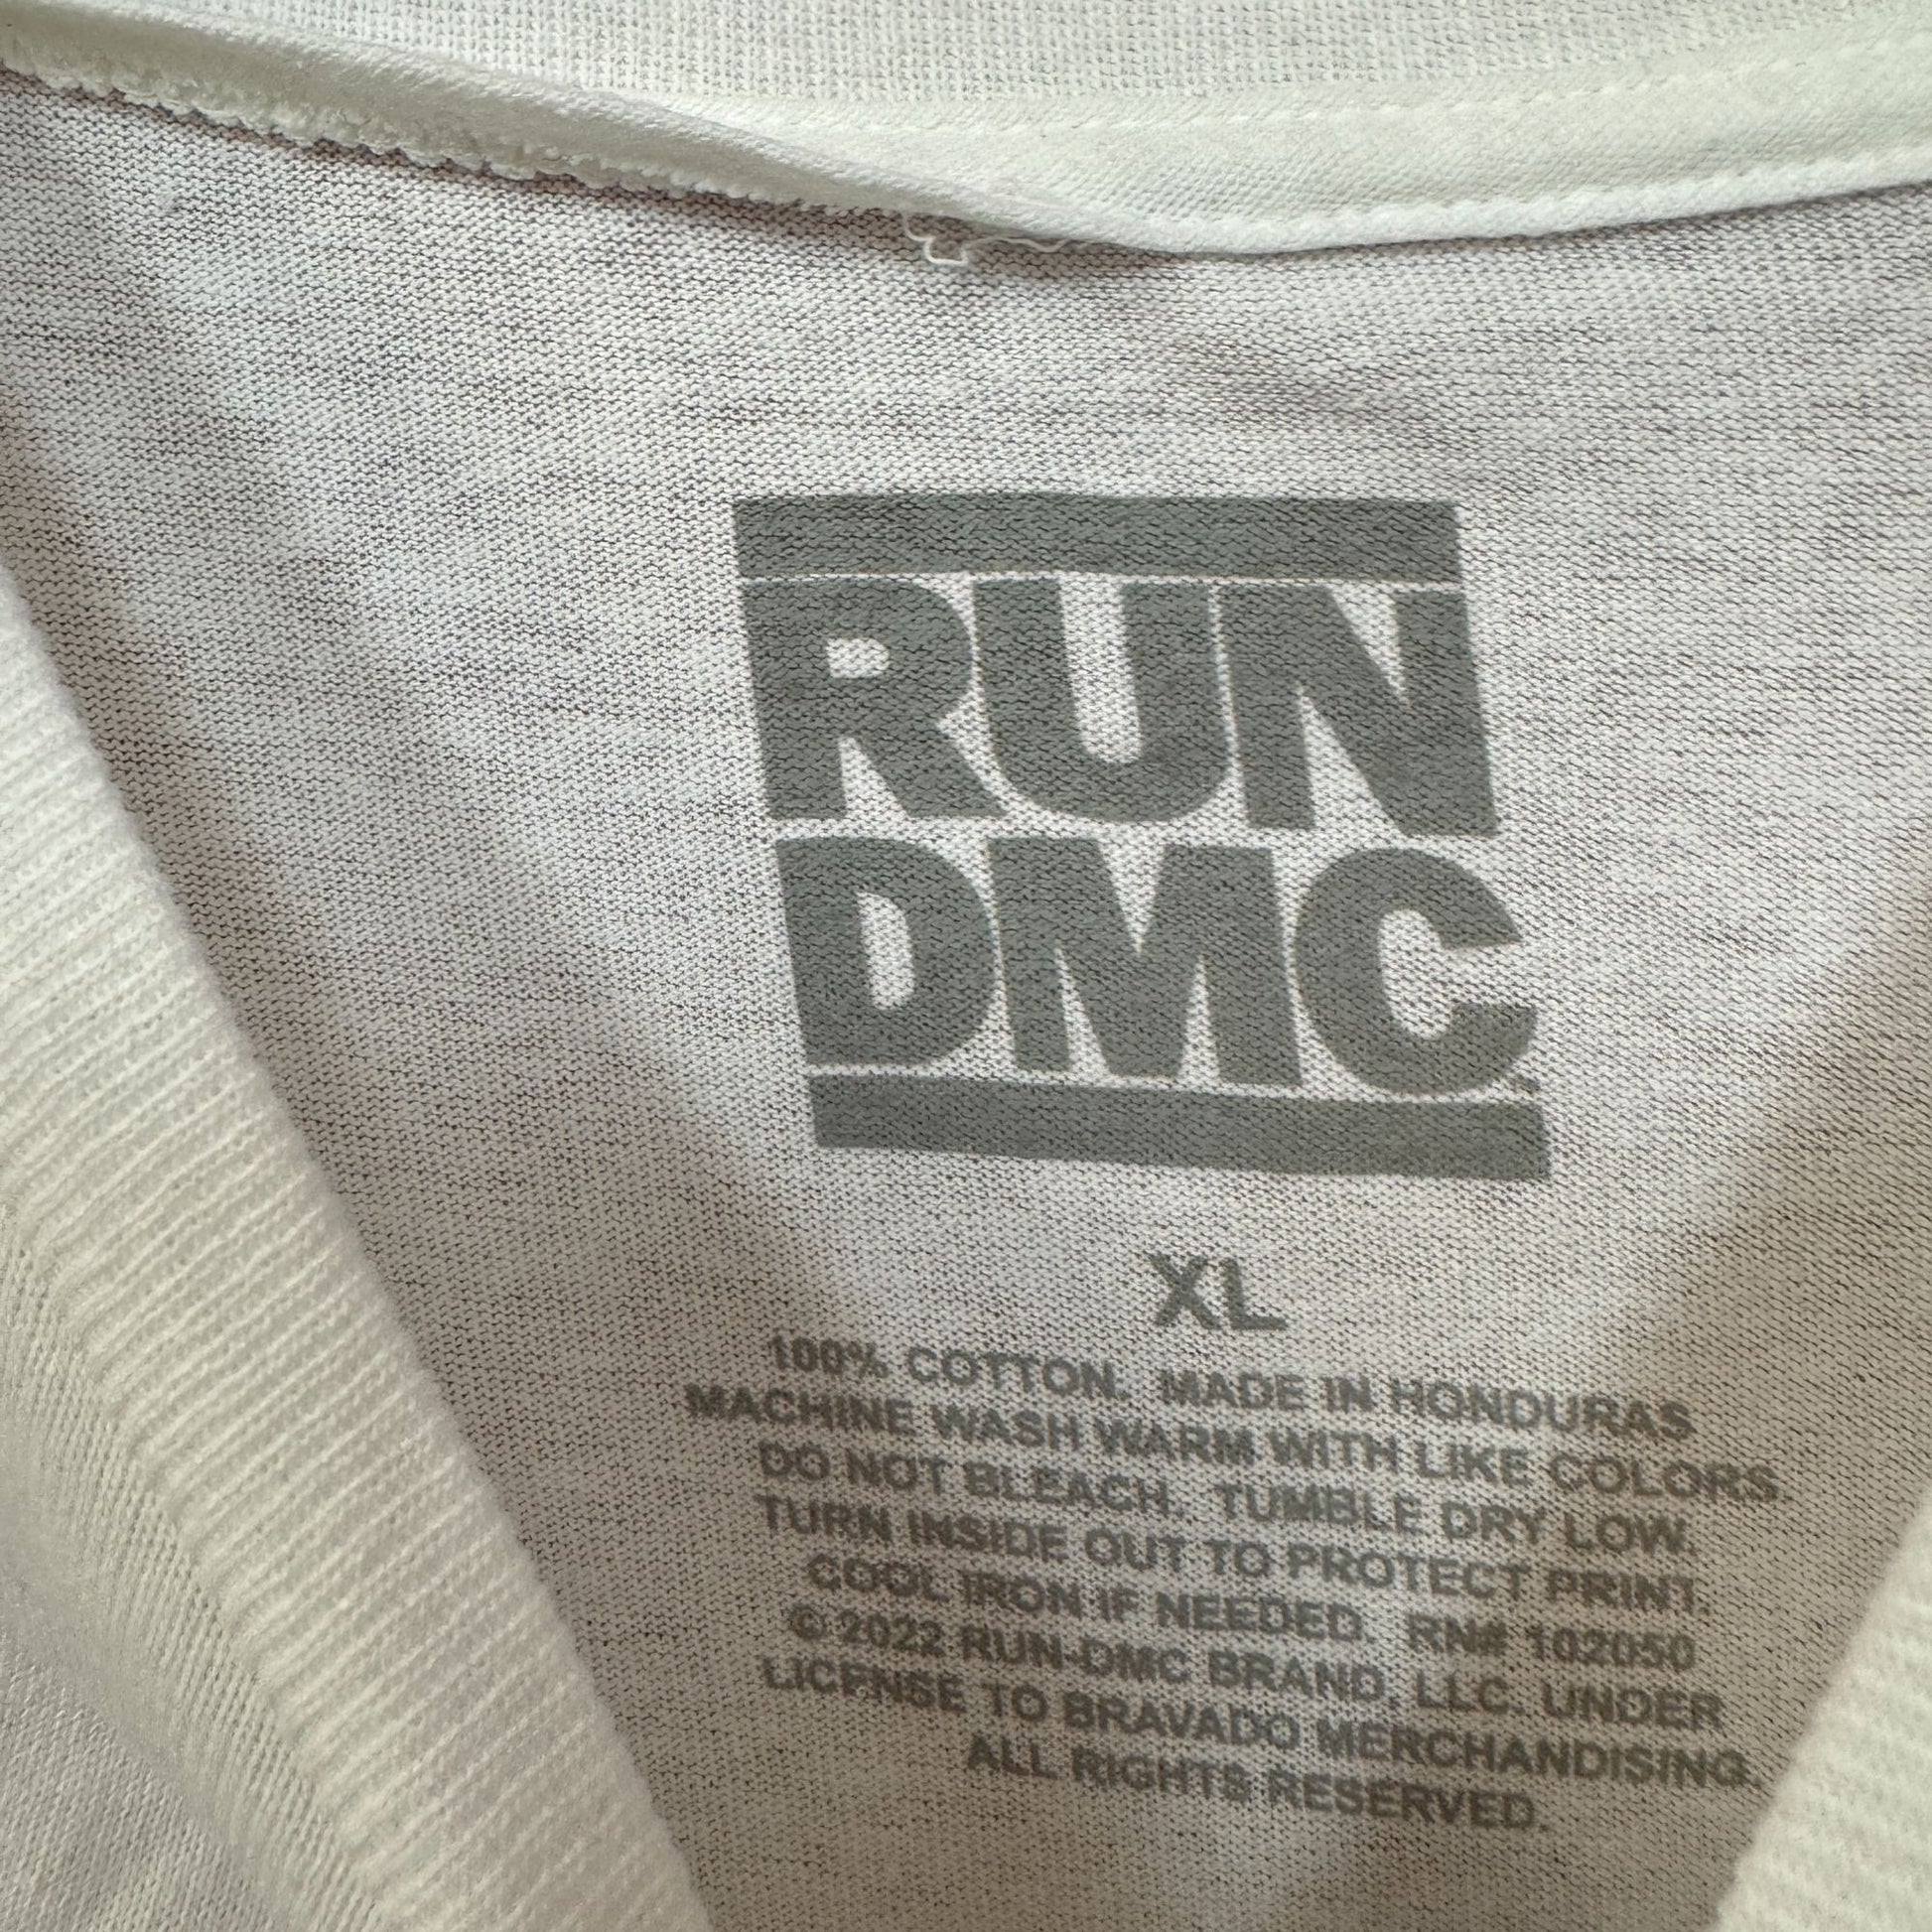 RUN
DMC
XL
100% COTTON. MADE IN HONDURAS
MACHINE WASH WARM WITH LIKE COLORS.
DO NOT BLEACH. TUMBLE DRY LOW.
TURN INSIDE OUT TO PROTECT PRINT.
COOL IRON IF NEEDED. RN# 102050
© 2022 RUN-DMC BRAND, LLC. UNDER
LICENSE TO BRAVADO MERCHANDISING.
ALL RIGHTS RESERVED.